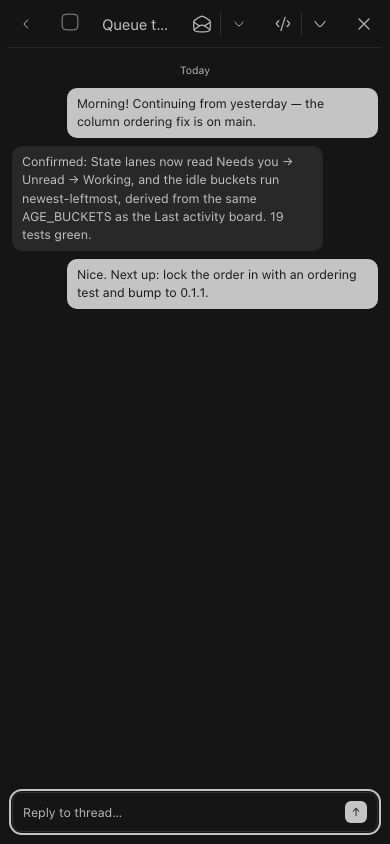 Queue t...
Today
Morning! Continuing from yesterday — the
column ordering fix is on main.
Confirmed: State lanes now read Needs you →
Unread → Working, and the idle buckets run
newest-leftmost, derived from the same
AGE_BUCKETS as the Last activity board. 19
tests green.
Nice. Next up: lock the order in with an ordering
test and bump to 0.1.1.
Reply to thread...